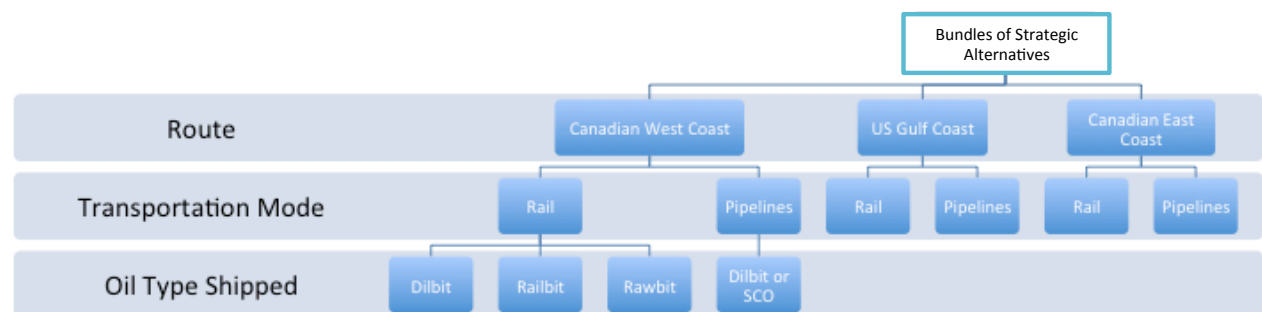 Bundles of Strategic
Alternatives
Route
Canadian West Coast
US Gulf Coast
Canadian East
Coast
Transportation Mode
Rail
Pipelines
Rail
Pipelines
Rail
Pipelines
Oil Type Shipped
Dilbit
Railbit
Rawbit
Dilbit or
SCO